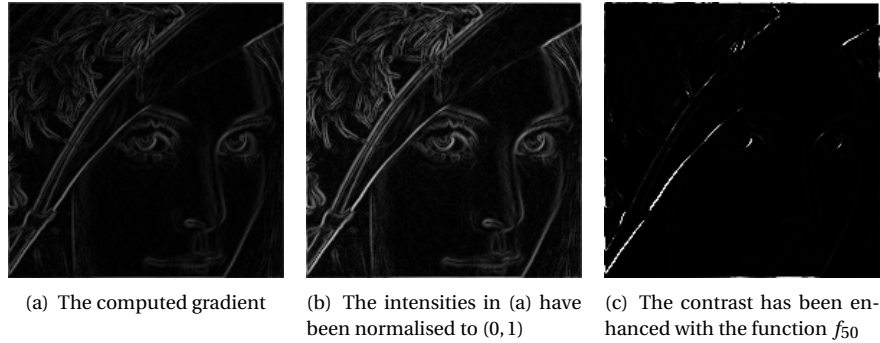 (a) The computed gradient
(b) The intensities in (a) have
been normalised to (0,1)
(c) The contrast has been en-
hanced with the function f50